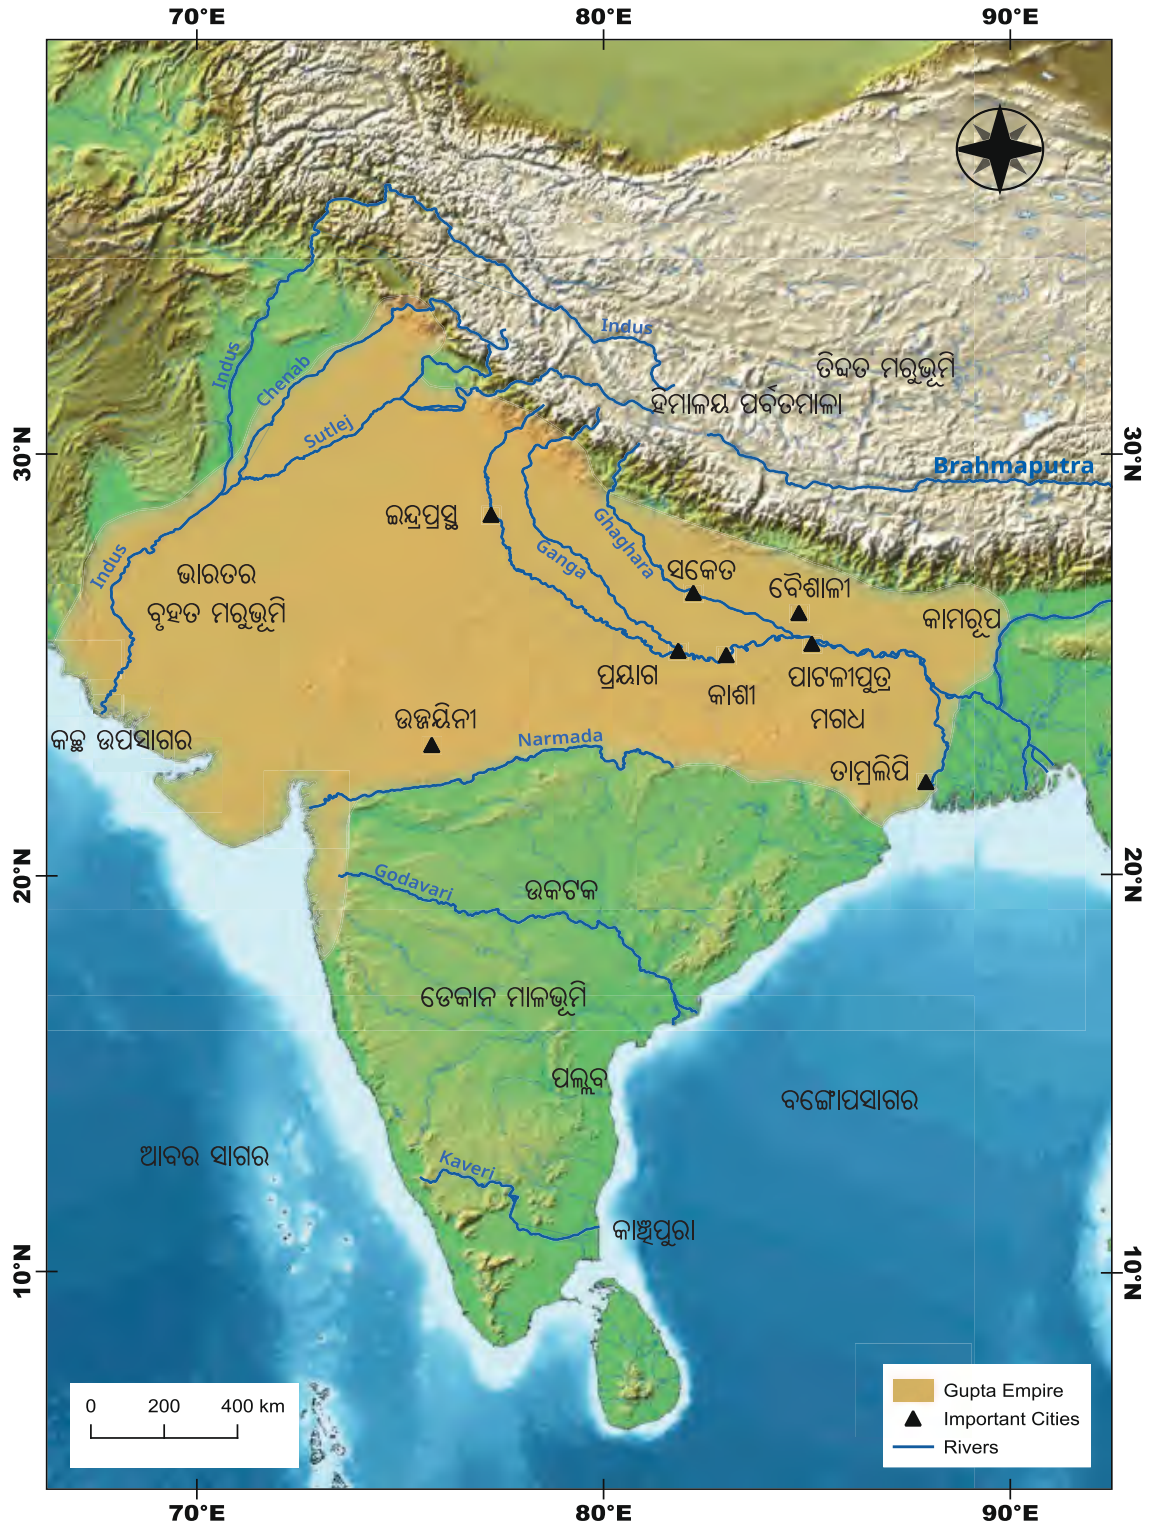 70°E 80°E 90°E
Indus
ତିବ୍ଦତ ମରୁଭୂମି
Indus
Chenab
ହିମାଳୟ ପର୍ବତମାଳା
Sutlej
30°N
30°N
Brahmaputra
ଇନ୍ଦ୍ରପ୍ରସ୍ଥ
Ghaghara
Ganga
Indus
ସକେତ
ଭାରତର
ବୃହତ ମରୁଭୂମି
ବୈଶାଳୀ
କାମରୂପ
ପ୍ରୟାଗ
କାଶୀ
ପାଟଳୀପୁତ୍ର
ମଗଧ
ଉଜ୍ଜୟିନୀ
Narmada
କଚ୍ଛ ଉପସାଗର
ତାମ୍ରଲିପି
20°N
20°N
Godavari
ଉକଟକ
ଡେକାନ ମାଳଭୂମି
ପଲ୍ଲବ
ବଙ୍ଗୋପସାଗର
ଆବର ସାଗର
Kaveri
କାଞ୍ଚିପୁରା
10°N
10°N
0 200 400 km
Gupta Empire
Important Cities
Rivers
70°E 80°E 90°E